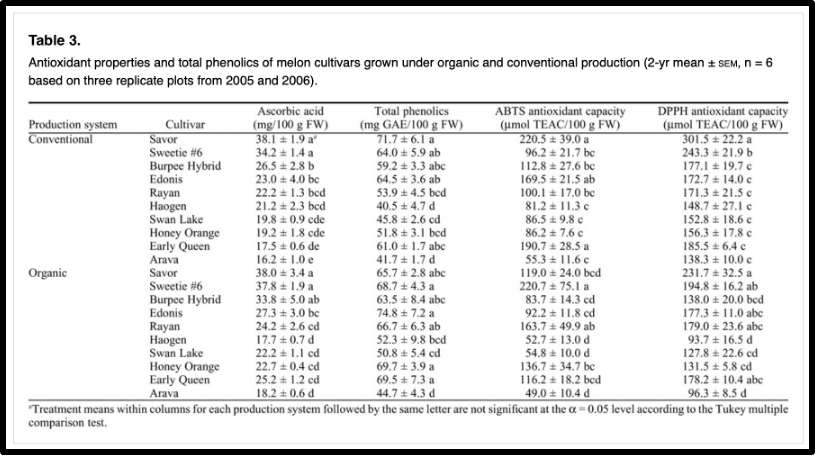 Table 3.
Antioxidant properties and total phenolics of melon cultivars grown under organic and conventional production (2-yr mean ± SEM, n = 6
based on three replicate plots from 2005 and 2006).
Ascorbic acid Total phenolics ABTS antioxidant capacity DPPH antioxidant capacity
Production system Cultivar (mg/100 g FW) (mg GAE/100 g FW) (μmol TEAC/100 g FW) (μmol TEAC/100 g FW)
Conventional Savor 38.1 ± 1.9 aᶻ 71.7 ± 6.1 a 220.5 ± 39.0 a 301.5 ± 22.2 a
Sweetie #6 34.2 ± 1.4 a 64.0 ± 5.9 ab 96.2 ± 21.7 bc 243.3 ± 21.9 b
Burpee Hybrid 26.5 ± 2.8 b 59.2 ± 3.3 abc 112.8 ± 27.6 bc 177.1 ± 19.7 c
Edonis 23.0 ± 4.0 bc 64.5 ± 3.6 ab 169.5 ± 21.5 ab 172.7 ± 14.0 c
Rayan 22.2 ± 1.3 bcd 53.9 ± 4.5 bcd 100.1 ± 17.0 bc 171.3 ± 21.5 c
Haogen 21.2 ± 2.3 bcd 40.5 ± 4.7 d 81.2 ± 11.3 c 148.7 ± 27.1 c
Swan Lake 19.8 ± 0.9 cde 45.8 ± 2.6 cd 86.5 ± 9.8 c 152.8 ± 18.6 c
Honey Orange 19.2 ± 1.8 cde 51.8 ± 3.1 bcd 86.2 ± 7.6 c 156.3 ± 17.8 c
Early Queen 17.5 ± 0.6 de 61.0 ± 1.7 abc 190.7 ± 28.5 a 185.5 ± 6.4 c
Arava 16.2 ± 1.0 e 41.7 ± 1.7 d 55.3 ± 11.6 c 138.3 ± 10.0 c
Organic Savor 38.0 ± 3.4 a 65.7 ± 2.8 abc 119.0 ± 24.0 bcd 231.7 ± 32.5 a
Sweetie #6 37.8 ± 1.9 a 68.7 ± 4.3 a 220.7 ± 75.1 a 194.8 ± 16.2 ab
Burpee Hybrid 33.8 ± 5.0 ab 63.5 ± 8.4 abc 83.7 ± 14.3 cd 138.0 ± 20.0 bcd
Edonis 27.3 ± 3.0 bc 74.8 ± 7.2 a 92.2 ± 11.8 cd 177.3 ± 11.0 abc
Rayan 24.2 ± 2.6 cd 66.7 ± 6.3 ab 163.7 ± 49.9 ab 179.0 ± 23.6 abc
Haogen 17.7 ± 0.7 d 52.3 ± 9.8 bcd 52.7 ± 13.0 d 93.7 ± 16.5 d
Swan Lake 22.2 ± 1.1 cd 50.8 ± 5.4 cd 54.8 ± 10.0 d 127.8 ± 22.6 cd
Honey Orange 22.7 ± 0.4 cd 69.7 ± 3.9 a 136.7 ± 34.7 bc 131.5 ± 5.8 cd
Early Queen 25.2 ± 1.2 cd 69.5 ± 7.3 a 116.2 ± 18.2 bcd 178.2 ± 10.4 abc
Arava 18.2 ± 0.6 d 44.7 ± 4.3 d 49.0 ± 10.4 d 96.3 ± 8.5 d
ᶻTreatment means within columns for each production system followed by the same letter are not significant at the α = 0.05 level according to the Tukey multiple
comparison test.